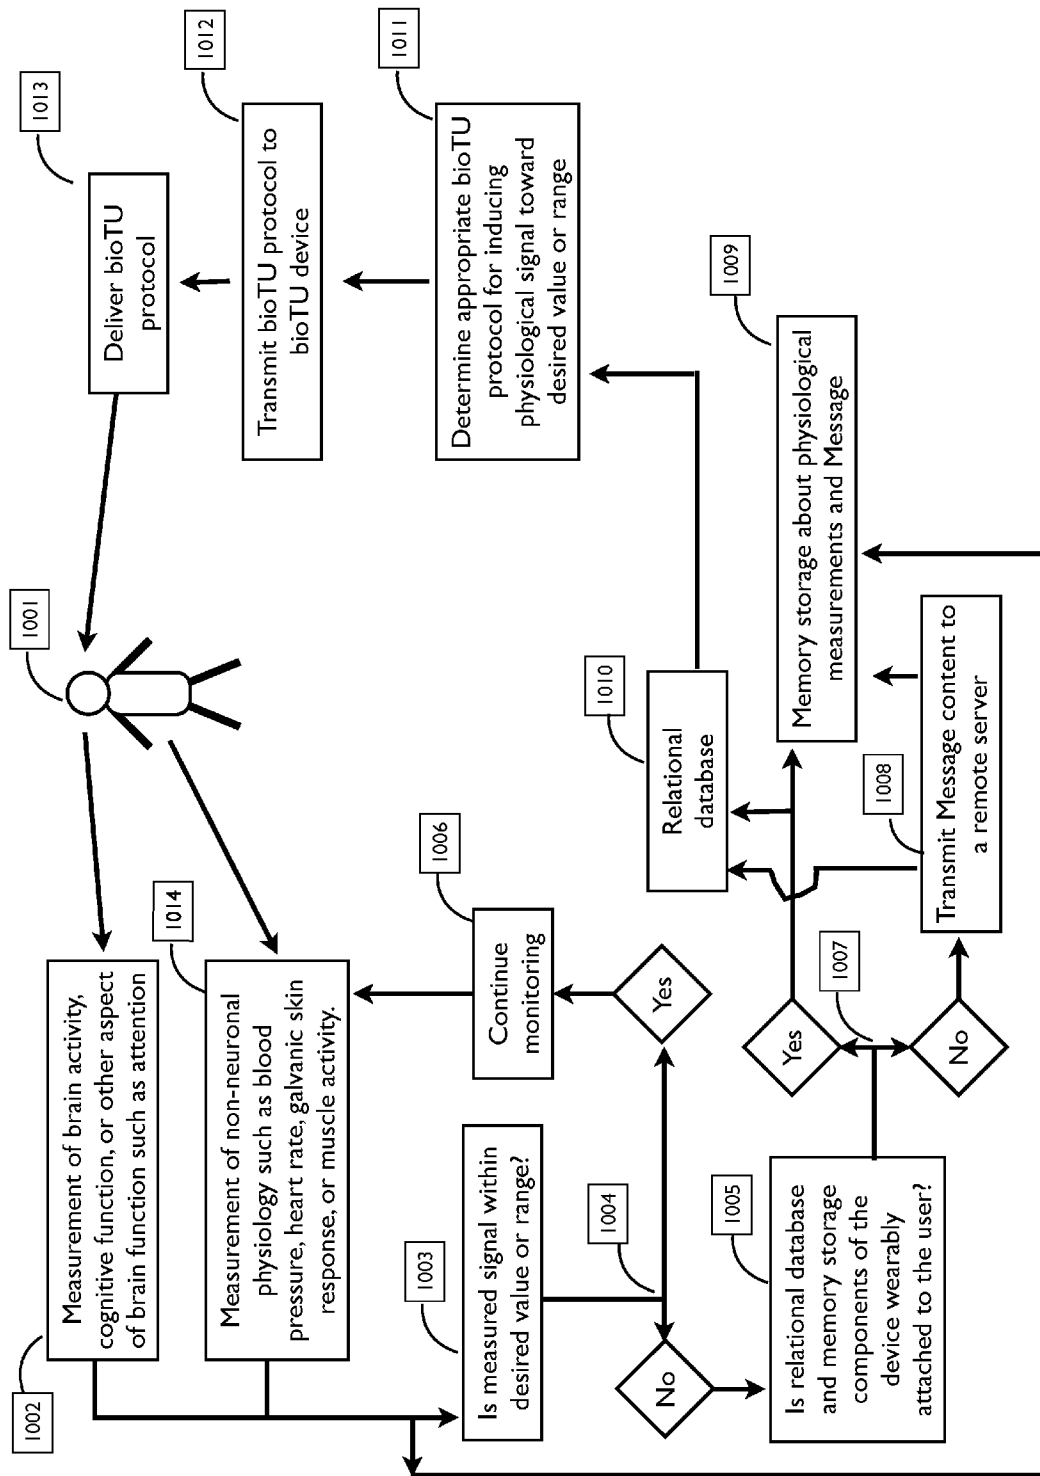 1002
Measurement of brain activity,
cognitive function, or other aspect
of brain function such as attention
1001
1013
Deliver bioTU
protocol
1014
Measurement of non-neuronal
physiology such as blood
pressure, heart rate, galvanic skin
response, or muscle activity.
1012
Transmit bioTU protocol to
bioTU device
1003
Is measured signal within
desired value or range?
1006
Continue
monitoring
1011
Determine appropriate bioTU
protocol for inducing
physiological signal toward
desired value or range
1004
No
Yes
1010
Relational
database
1005
Is relational database
and memory storage
components of the
device wearably
attached to the user?
1007
Yes
No
1009
Memory storage about physiological
measurements and Message
1008
Transmit Message content to
a remote server